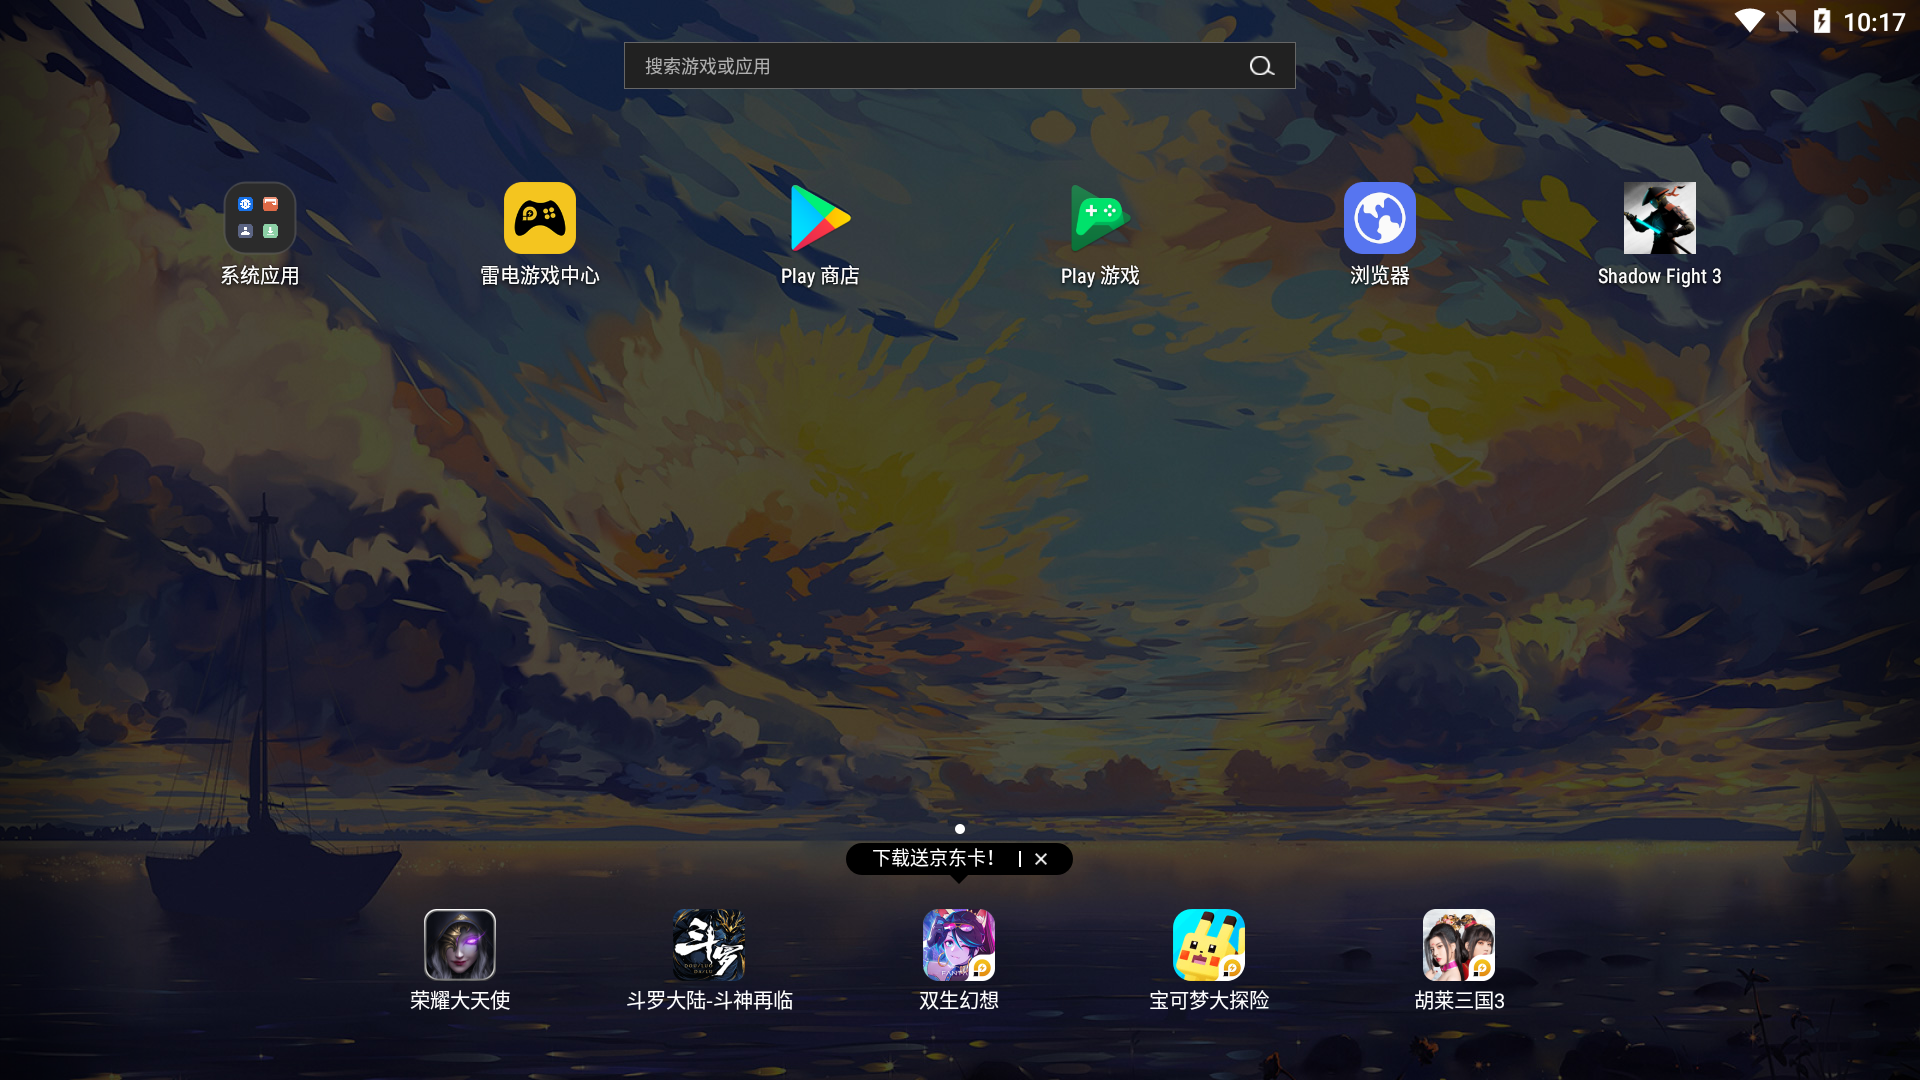 10:17
搜索游戏或应用
系统应用
雷电游戏中心
Play 商店
Play 游戏
浏览器
Shadow Fight 3
下载送京东卡！
斗罗
荣耀大天使
斗罗大陆-斗神再临
双生幻想
宝可梦大探险
胡莱三国3